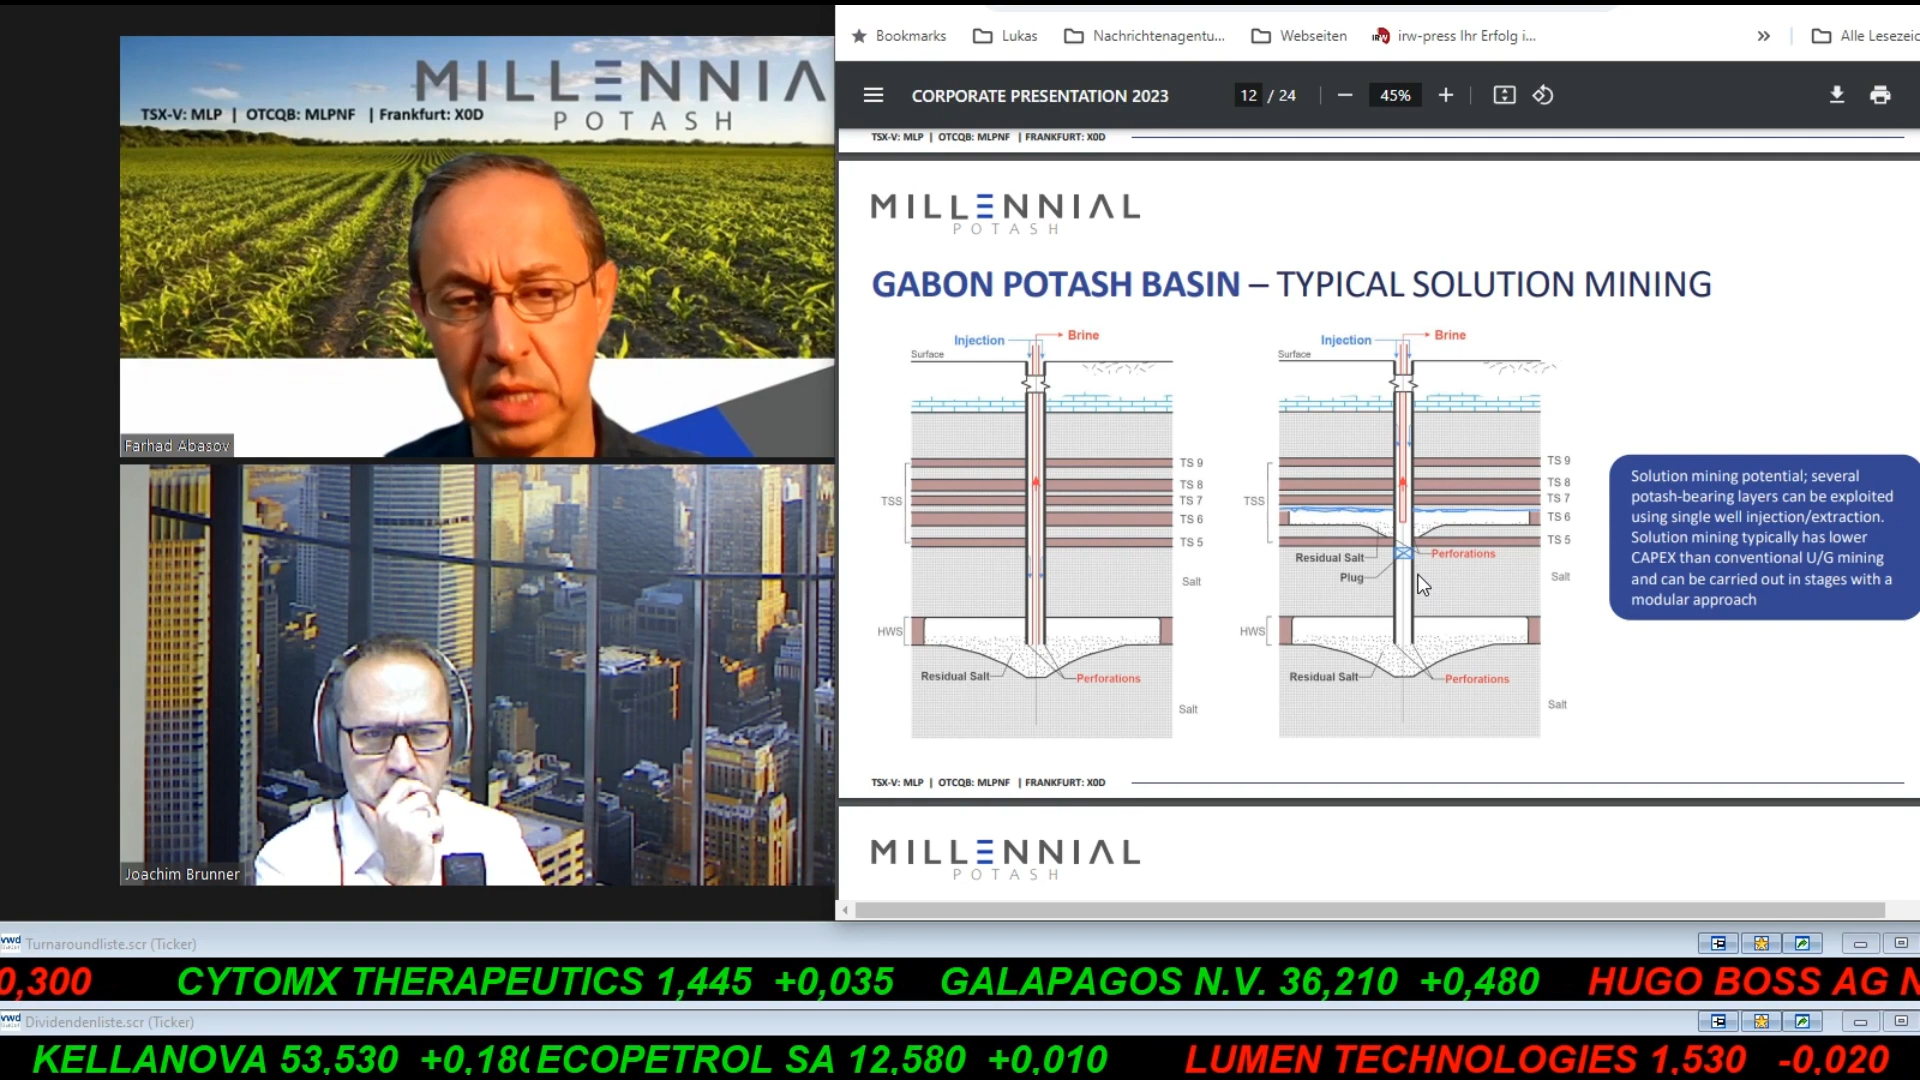 MILLENNIA
TSX-V: MLP | OTCQB: MLPNF | Frankfurt: X0D
POTASH
Farhad Abasov
Joachim Brunner
Bookmarks
Lukas
Nachrichtenagentu...
Webseiten
irw-press Ihr Erfolg i...
»
Alle Lesezeic
CORPORATE PRESENTATION 2023
12 / 24
45%
TSX-V: MLP | OTCQB: MLPNF | FRANKFURT: X0D
MILLENNIAL
POTASH
GABON POTASH BASIN – TYPICAL SOLUTION MINING
Injection
Brine
Surface
TSS
TS 9
TS 8
TS 7
TS 6
TS 5
Salt
HWS
Residual Salt
Perforations
Salt
Injection
Brine
Surface
TSS
TS 9
TS 8
TS 7
TS 6
TS 5
Residual Salt
Perforations
Plug
Salt
HWS
Residual Salt
Perforations
Salt
Solution mining potential; several
potash-bearing layers can be exploited
using single well injection/extraction.
Solution mining typically has lower
CAPEX than conventional U/G mining
and can be carried out in stages with a
modular approach
TSX-V: MLP | OTCQB: MLPNF | FRANKFURT: X0D
MILLENNIAL
POTASH
vwd Turnaroundliste.scr (Ticker)
0,300 CYTOMX THERAPEUTICS 1,445 +0,035 GALAPAGOS N.V. 36,210 +0,480 HUGO BOSS AG N
vwd Dividendenliste.scr (Ticker)
KELLANOVA 53,530 +0,180 ECOPETROL SA 12,580 +0,010 LUMEN TECHNOLOGIES 1,530 -0,020